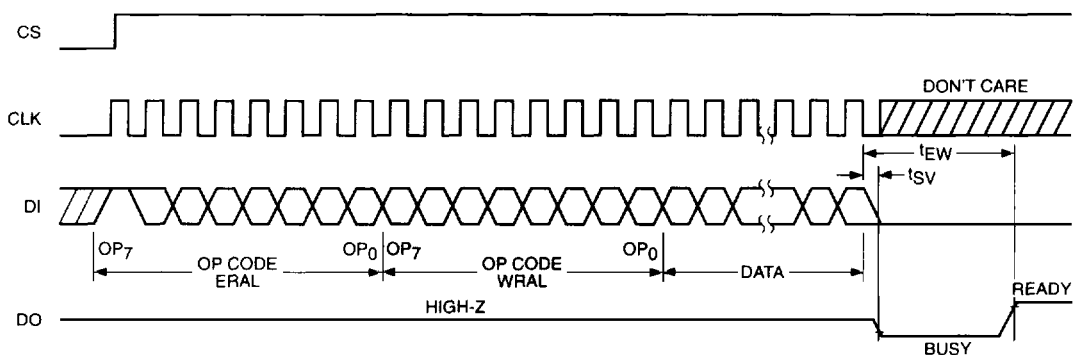 CS
DON'T CARE
CLK
tEW
tSV
DI
OP7 OP0 OP7 OP0
OP CODE ERAL
OP CODE WRAL
DATA
READY
HIGH-Z
DO
BUSY